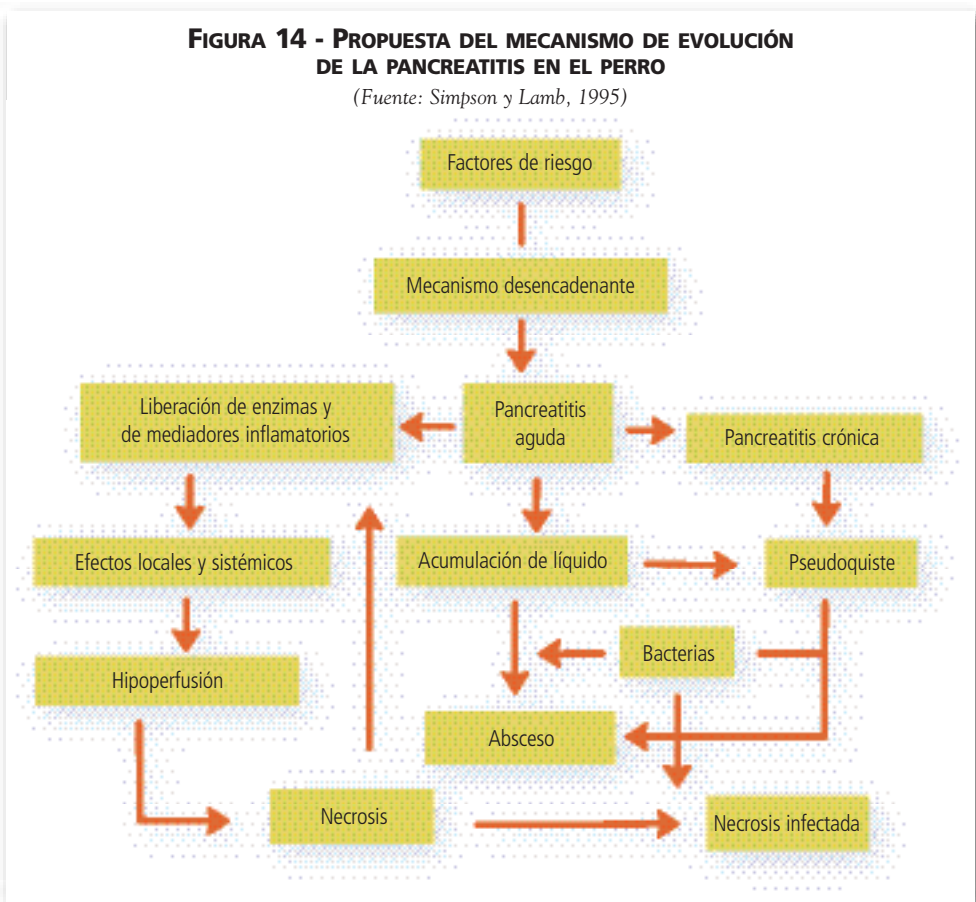 FIGURA 14 - PROPUESTA DEL MECANISMO DE EVOLUCIÓN
DE LA PANCREATITIS EN EL PERRO
(Fuente: Simpson y Lamb, 1995)
Factores de riesgo
Mecanismo desencadenante
Liberación de enzimas y
de mediadores inflamatorios
Pancreatitis
aguda
Pancreatitis crónica
Efectos locales y sistémicos
Acumulación de líquido
Pseudoquiste
Bacterias
Hipoperfusión
Absceso
Necrosis
Necrosis infectada